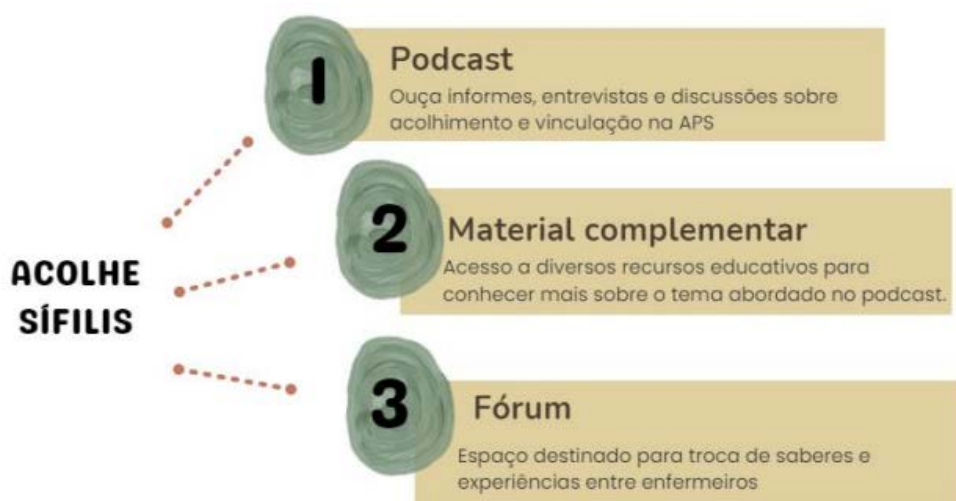 ACOLHE
SÍFILIS
1
Podcast
Ouça informes, entrevistas e discussões sobre
acolhimento e vinculação na APS
2
Material complementar
Acesso a diversos recursos educativos para
conhecer mais sobre o tema abordado no podcast.
3
Fórum
Espaço destinado para troca de saberes e
experiências entre enfermeiros